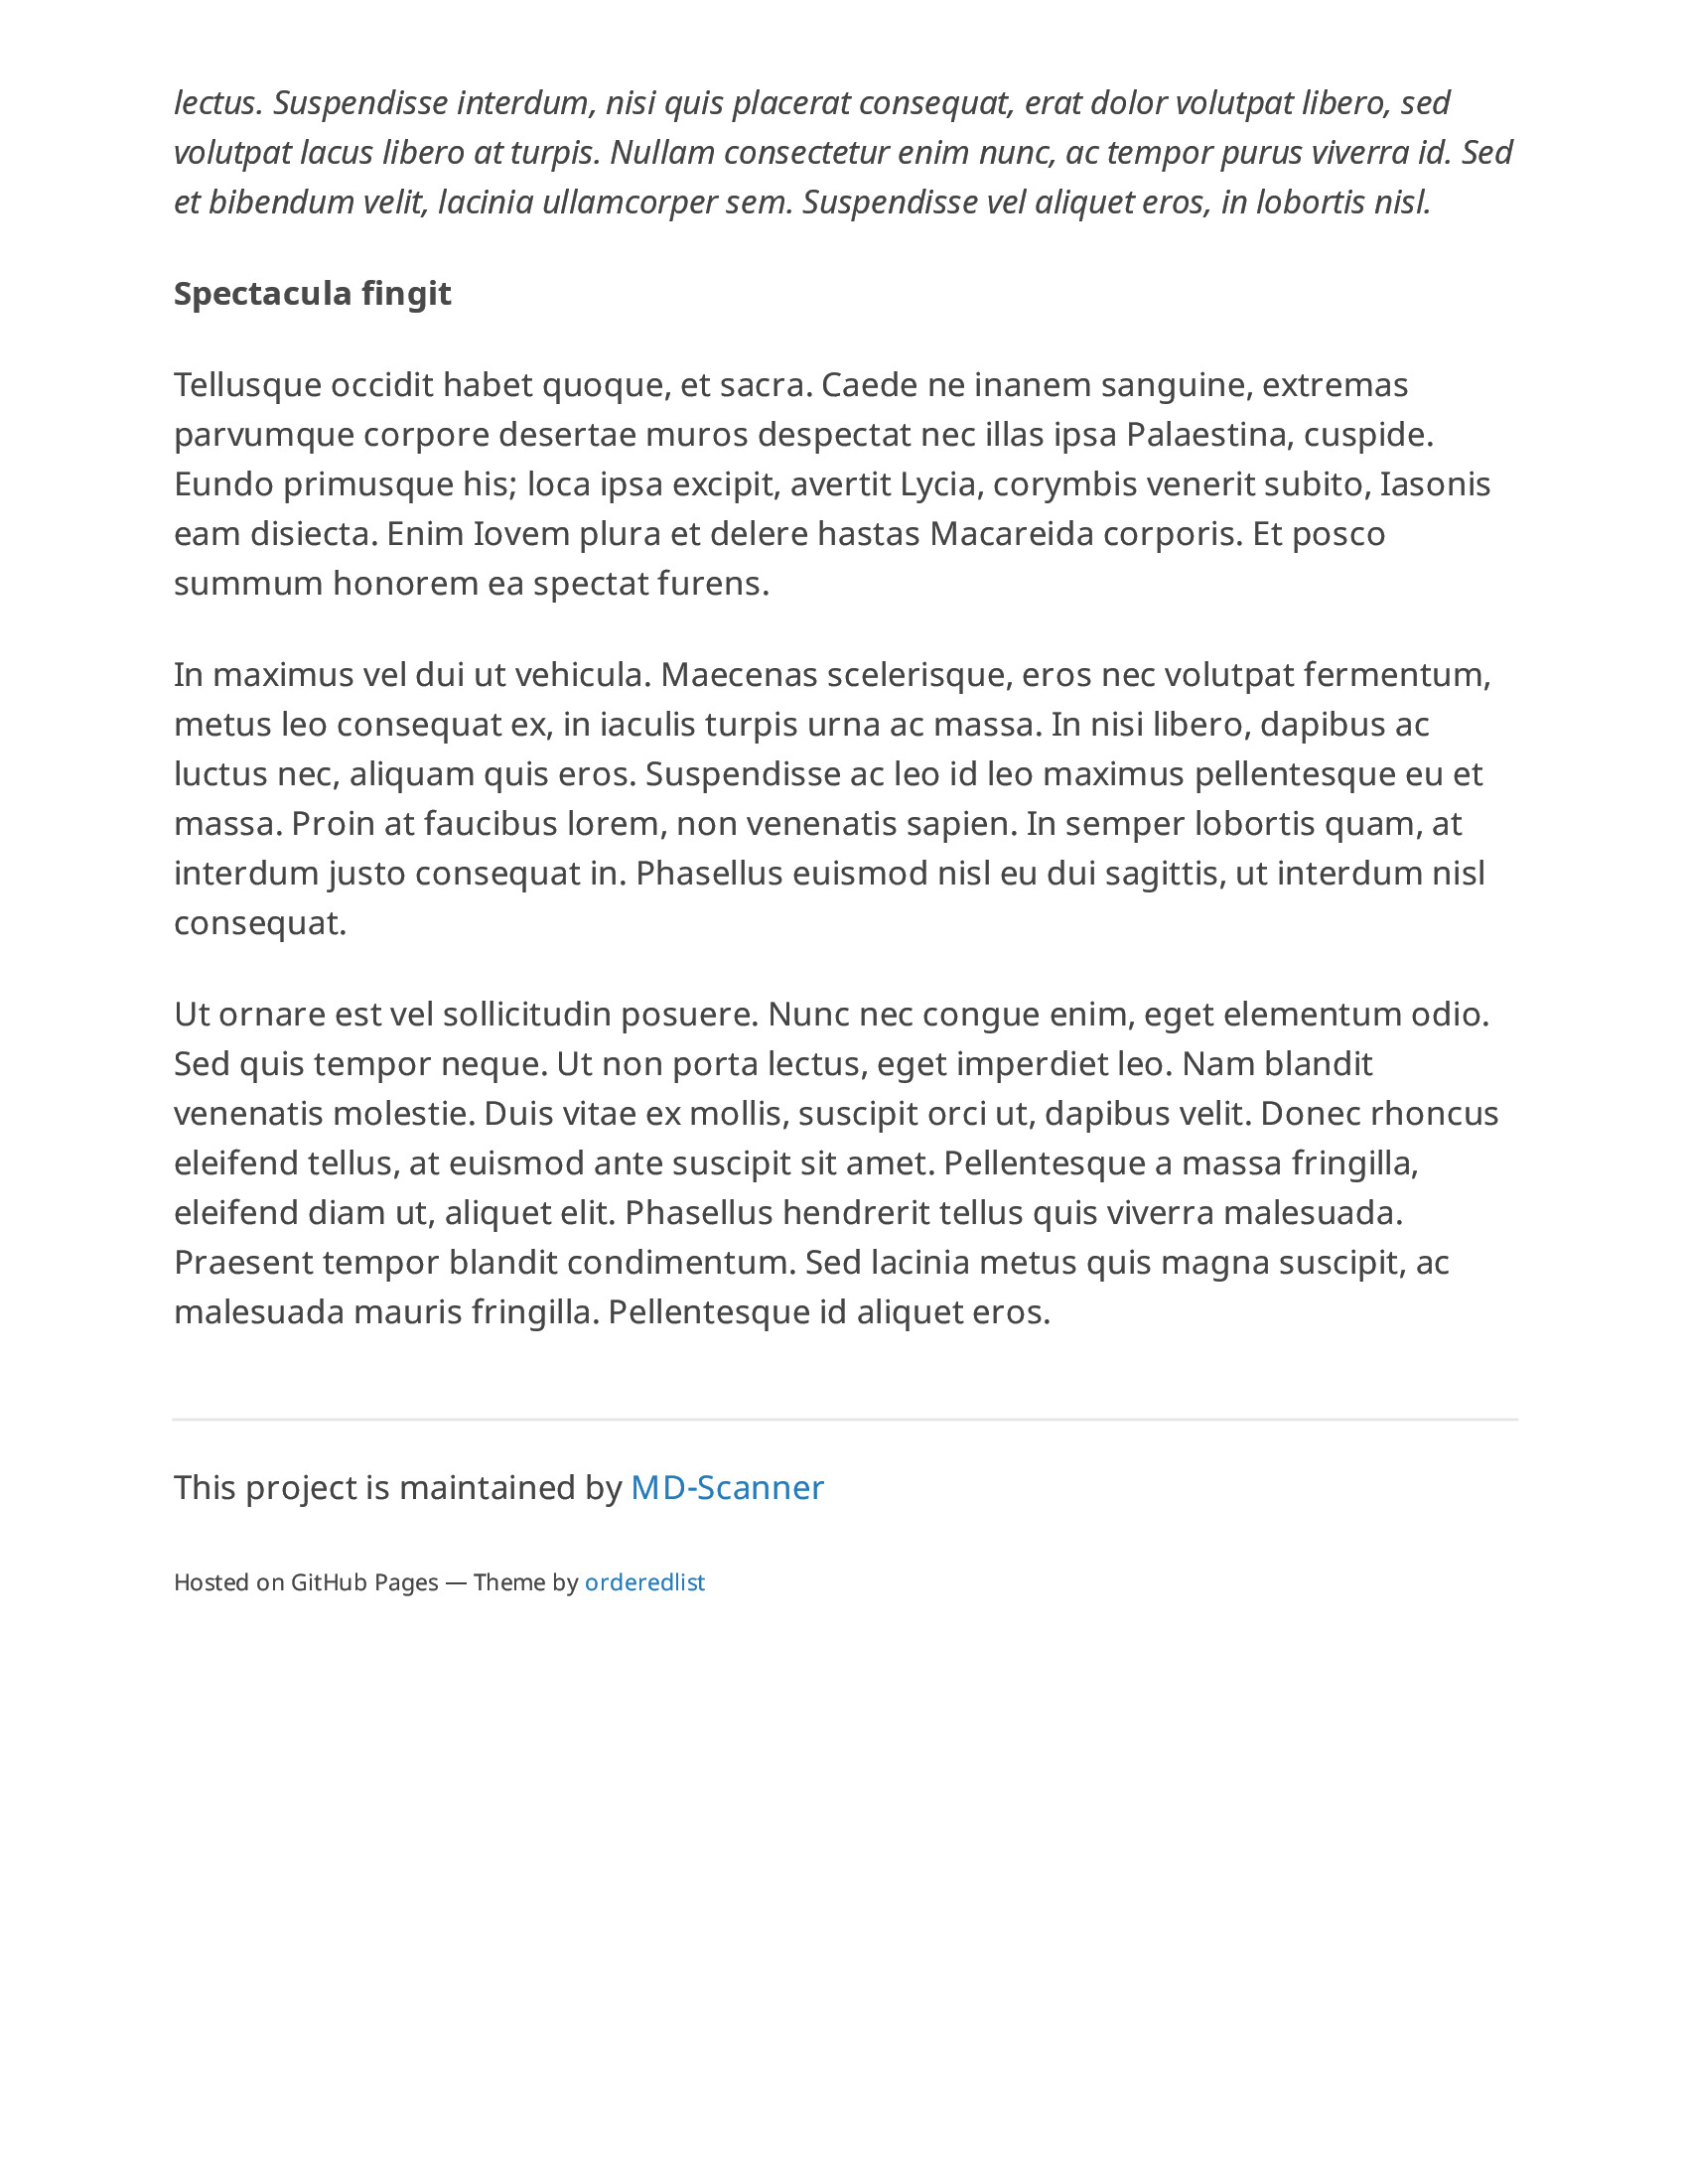 lectus. Suspendisse interdum, nisi quis placerat consequat, erat dolor volutpat libero, sed
volutpat lacus libero at turpis. Nullam consectetur enim nunc, ac tempor purus viverra id. Sed
et bibendum velit, lacinia ullamcorper sem. Suspendisse vel aliquet eros, in lobortis nisl.
Spectacula fingit
Tellusque occidit habet quoque, et sacra. Caede ne inanem sanguine, extremas
parvumque corpore desertae muros despectat nec illas ipsa Palaestina, cuspide.
Eundo primusque his; loca ipsa excipit, avertit Lycia, corymbis venerit subito, Iasonis
eam disiecta. Enim Iovem plura et delere hastas Macareida corporis. Et posco
summum honorem ea spectat furens.
In maximus vel dui ut vehicula. Maecenas scelerisque, eros nec volutpat fermentum,
metus leo consequat ex, in iaculis turpis urna ac massa. In nisi libero, dapibus ac
luctus nec, aliquam quis eros. Suspendisse ac leo id leo maximus pellentesque eu et
massa. Proin at faucibus lorem, non venenatis sapien. In semper lobortis quam, at
interdum justo consequat in. Phasellus euismod nisl eu dui sagittis, ut interdum nisl
consequat.
Ut ornare est vel sollicitudin posuere. Nunc nec congue enim, eget elementum odio.
Sed quis tempor neque. Ut non porta lectus, eget imperdiet leo. Nam blandit
venenatis molestie. Duis vitae ex mollis, suscipit orci ut, dapibus velit. Donec rhoncus
eleifend tellus, at euismod ante suscipit sit amet. Pellentesque a massa fringilla,
eleifend diam ut, aliquet elit. Phasellus hendrerit tellus quis viverra malesuada.
Praesent tempor blandit condimentum. Sed lacinia metus quis magna suscipit, ac
malesuada mauris fringilla. Pellentesque id aliquet eros.
This project is maintained by MD-Scanner
Hosted on GitHub Pages — Theme by orderedlist